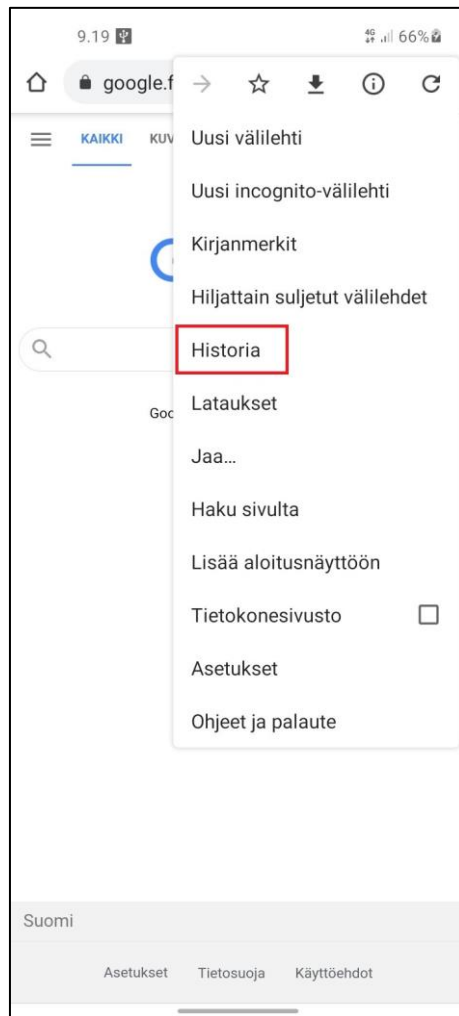 9.19 4G 66%
google.f
KAIKKI KUV
Uusi välilehti
Uusi incognito-välilehti
Kirjanmerkit
Hiljattain suljetut välilehdet
Historia
Goo
Lataukset
Jaa...
Haku sivulta
Lisää aloitusnäyttöön
Tietokonesivusto
Asetukset
Ohjeet ja palaute
Suomi
Asetukset Tietosuoja Käyttöehdot